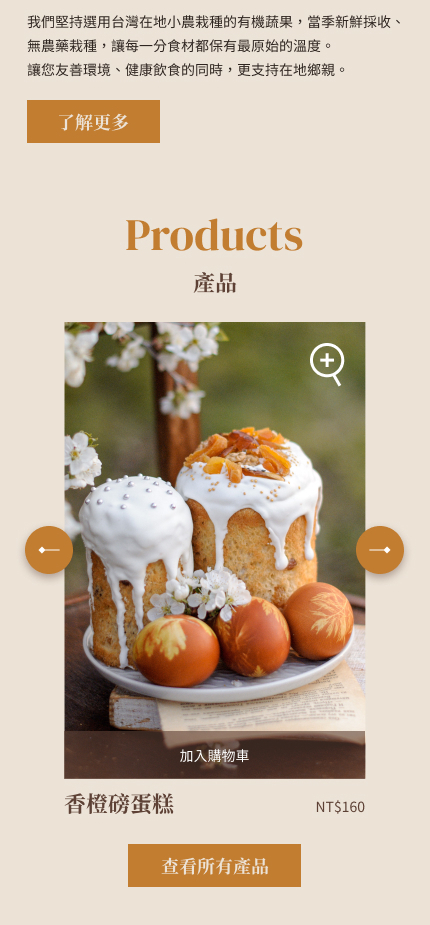 我們堅持選用台灣在地小農栽種的有機蔬果，當季新鮮採收、
無農藥栽種，讓每一分食材都保有最原始的溫度。
讓您友善環境、健康飲食的同時，更支持在地鄉親。
了解更多
Products
產品
加入購物車
香橙磅蛋糕
NT$160
查看所有產品